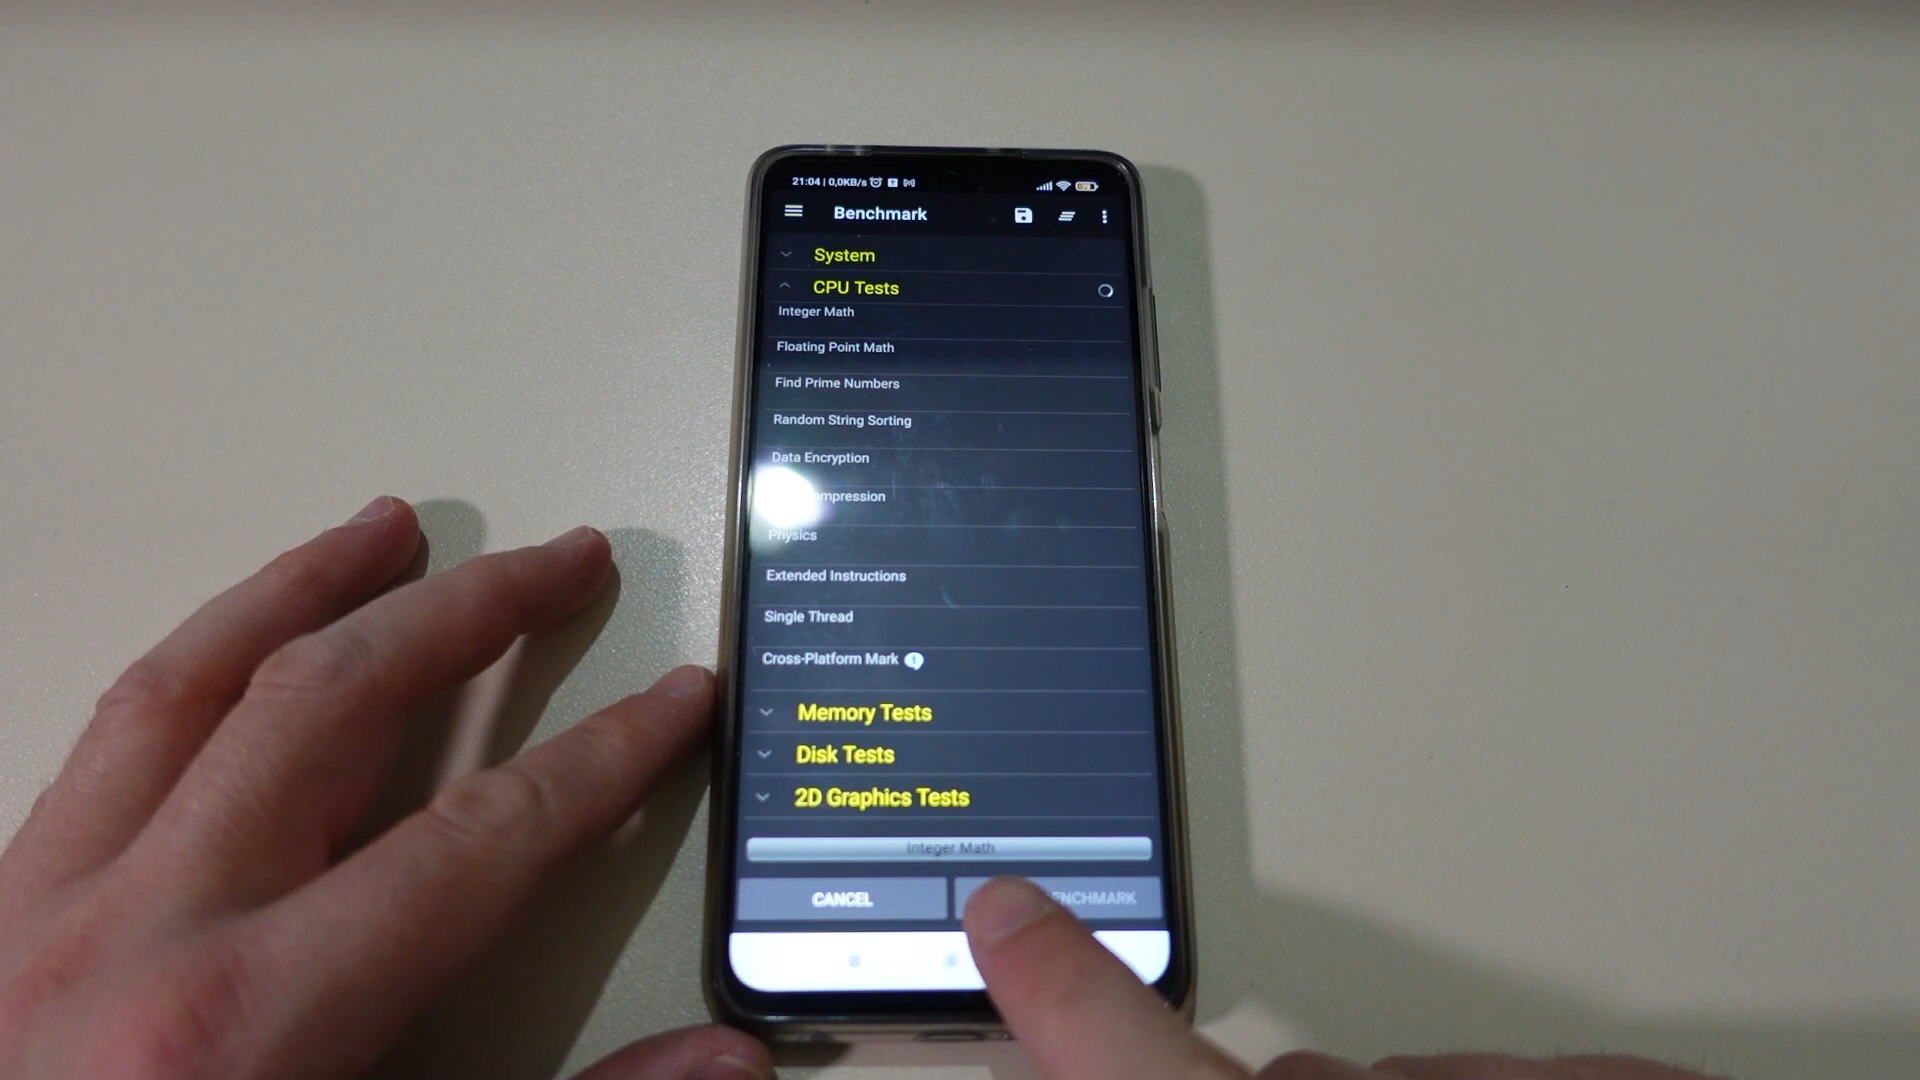 21:04 | 0,0KB/s
Benchmark
System
CPU Tests
Integer Math
Floating Point Math
Find Prime Numbers
Random String Sorting
Data Encryption
ompression
Physics
Extended Instructions
Single Thread
Cross-Platform Mark
Memory Tests
Disk Tests
2D Graphics Tests
Integer Math
CANCEL
ENCHMARK